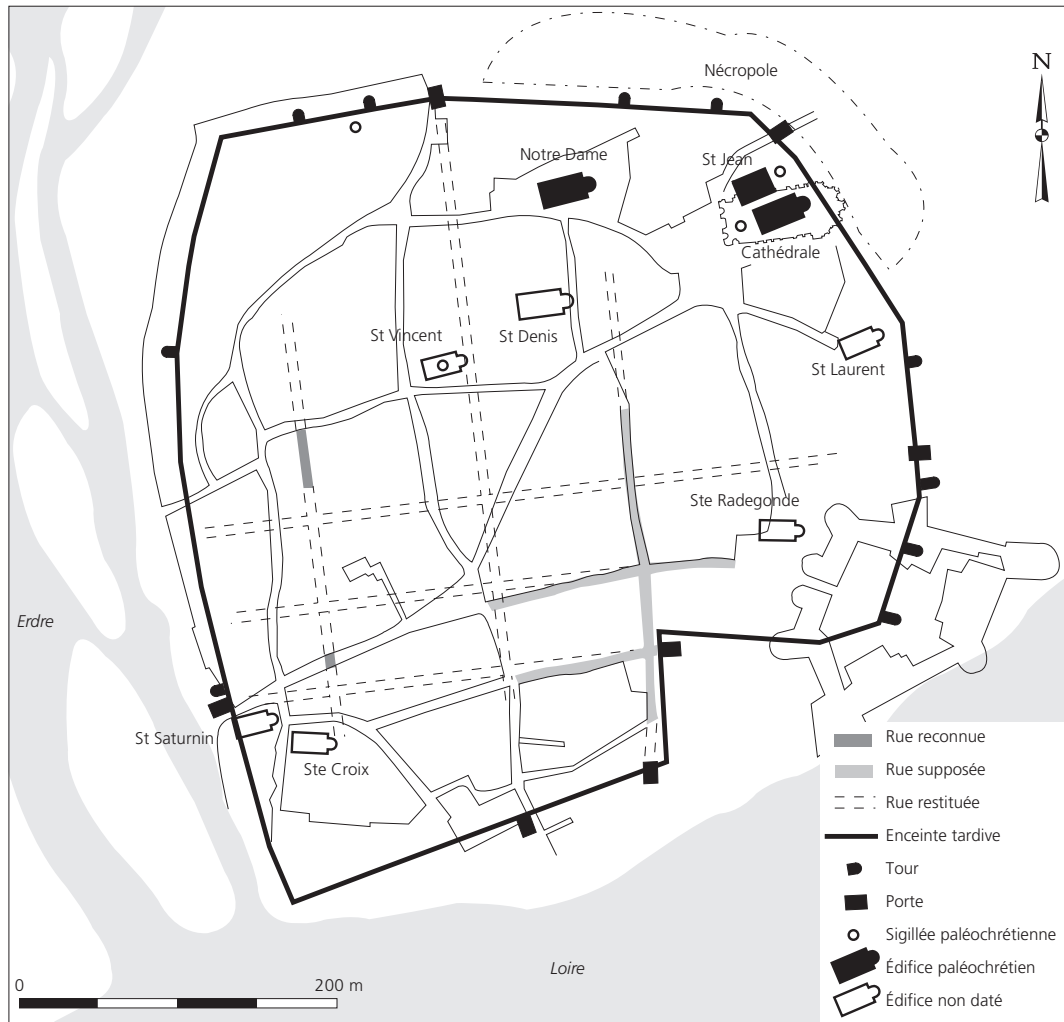 Nécropole
N
Notre Dame
St Jean
Cathédrale
St Vincent
St Denis
St Laurent
Ste Radegonde
Erdre
St Saturnin
Ste Croix
Rue reconnue
Rue supposée
Rue restituée
Enceinte tardive
Tour
Porte
Sigillée paléochrétienne
Édifice paléochrétien
Édifice non daté
Loire
0
200 m